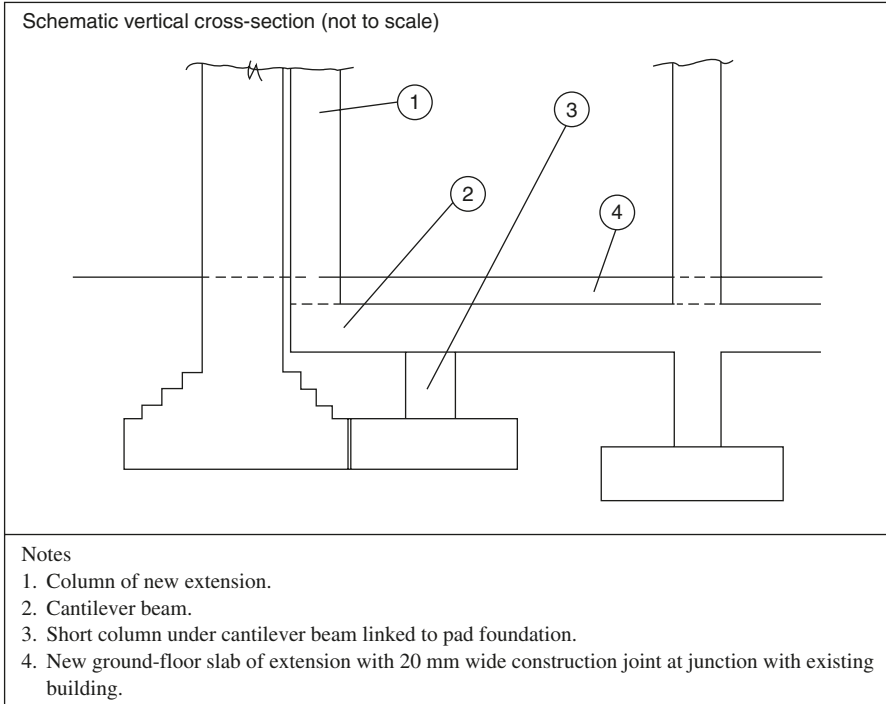 Schematic vertical cross-section (not to scale)
1
3
2
4
Notes
1. Column of new extension.
2. Cantilever beam.
3. Short column under cantilever beam linked to pad foundation.
4. New ground-floor slab of extension with 20 mm wide construction joint at junction with existing
building.